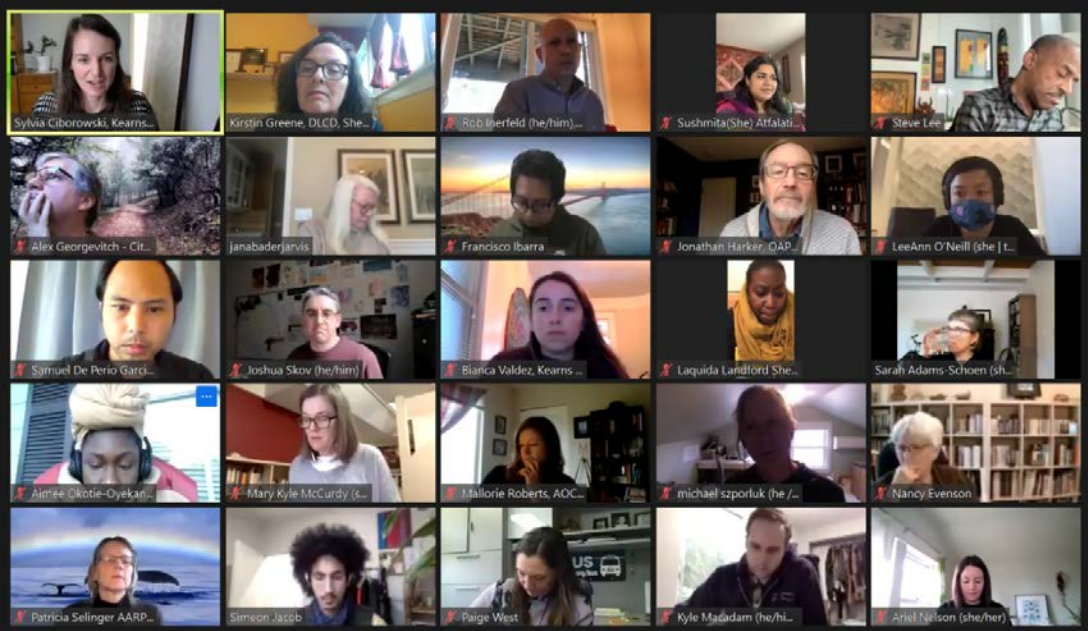 Sylvia Ciborowski, Kearns...
Kirstin Greene, DLCD, She...
Rob Inerfeld (he/him)...
Sushmita(She) Atfalati...
Steve Lee
Alex Georgevitch - Cit...
janabaderjarvis
Francisco Ibarra
Jonathan Harker, OAP...
LeeAnn O'Neill (she | t...
Samuel De Perio Garci...
Joshua Skov (he/him)
Bianca Valdez, Kearns ...
Laquida Landford She...
Sarah Adams-Schoen (sh...
Aimee Okotie-Oyekan...
Mary Kyle McCurdy (s...
Mallorie Roberts, AOC...
michael szporluk (he /...
Nancy Evenson
Patricia Selinger AARP...
Simeon Jacob
Paige West
US
Kyle Macadam (he/hi...
Ariel Nelson (she/her)